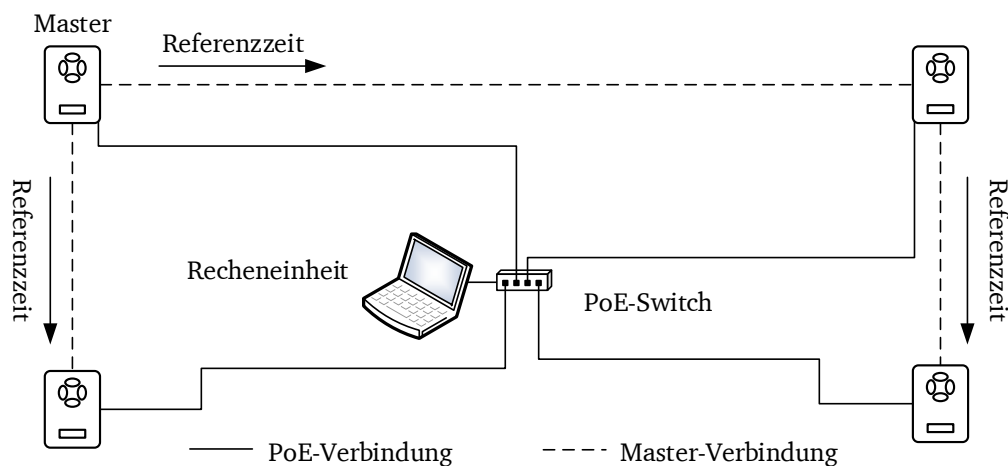 Master
Referenzzeit
Referenzzeit
Referenzzeit
Recheneinheit
PoE-Switch
PoE-Verbindung
Master-Verbindung